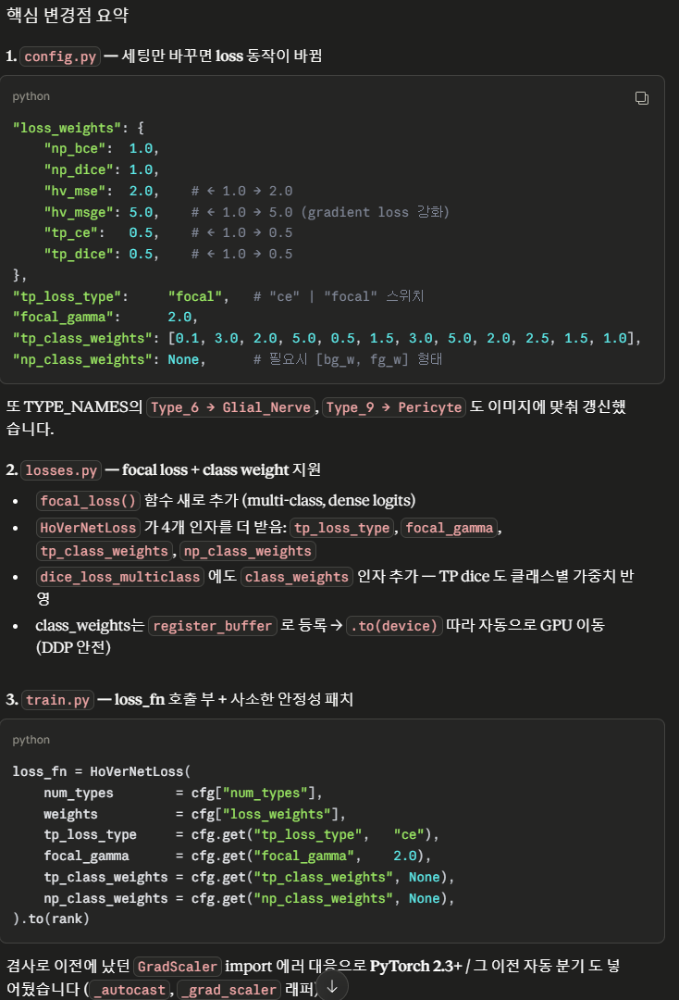 핵심 변경점 요약
1. config.py — 세팅만 바꾸면 loss 동작이 바뀜
python
"loss_weights": {
    "np_bce":  1.0,
    "np_dice": 1.0,
    "hv_mse":  2.0,    # ← 1.0 → 2.0
    "hv_msge": 5.0,    # ← 1.0 → 5.0 (gradient loss 강화)
    "tp_ce":   0.5,    # ← 1.0 → 0.5
    "tp_dice": 0.5,    # ← 1.0 → 0.5
},
"tp_loss_type":     "focal",   # "ce" | "focal" 스위치
"focal_gamma":      2.0,
"tp_class_weights": [0.1, 3.0, 2.0, 5.0, 0.5, 1.5, 3.0, 5.0, 2.0, 2.5, 1.5, 1.0],
"np_class_weights": None,      # 필요시 [bg_w, fg_w] 형태
또 TYPE_NAMES의 Type_6 → Glial_Nerve, Type_9 → Pericyte 도 이미지에 맞춰 갱신했
습니다.
2. losses.py — focal loss + class weight 지원
• focal_loss() 함수 새로 추가 (multi-class, dense logits)
• HoVerNetLoss 가 4개 인자를 더 받음: tp_loss_type, focal_gamma,
tp_class_weights, np_class_weights
• dice_loss_multiclass 에도 class_weights 인자 추가 — TP dice 도 클래스별 가중치 반
영
• class_weights는 register_buffer 로 등록 → .to(device) 따라 자동으로 GPU 이동
(DDP 안전)
3. train.py — loss_fn 호출 부 + 사소한 안정성 패치
python
loss_fn = HoVerNetLoss(
    num_types        = cfg["num_types"],
    weights          = cfg["loss_weights"],
    tp_loss_type     = cfg.get("tp_loss_type",   "ce"),
    focal_gamma      = cfg.get("focal_gamma",    2.0),
    tp_class_weights = cfg.get("tp_class_weights", None),
    np_class_weights = cfg.get("np_class_weights", None),
).to(rank)
겸사로 이전에 났던 GradScaler import 에러 대응으로 PyTorch 2.3+ / 그 이전 자동 분기 도 넣
어뒀습니다 (_autocast, _grad_scaler 래퍼)